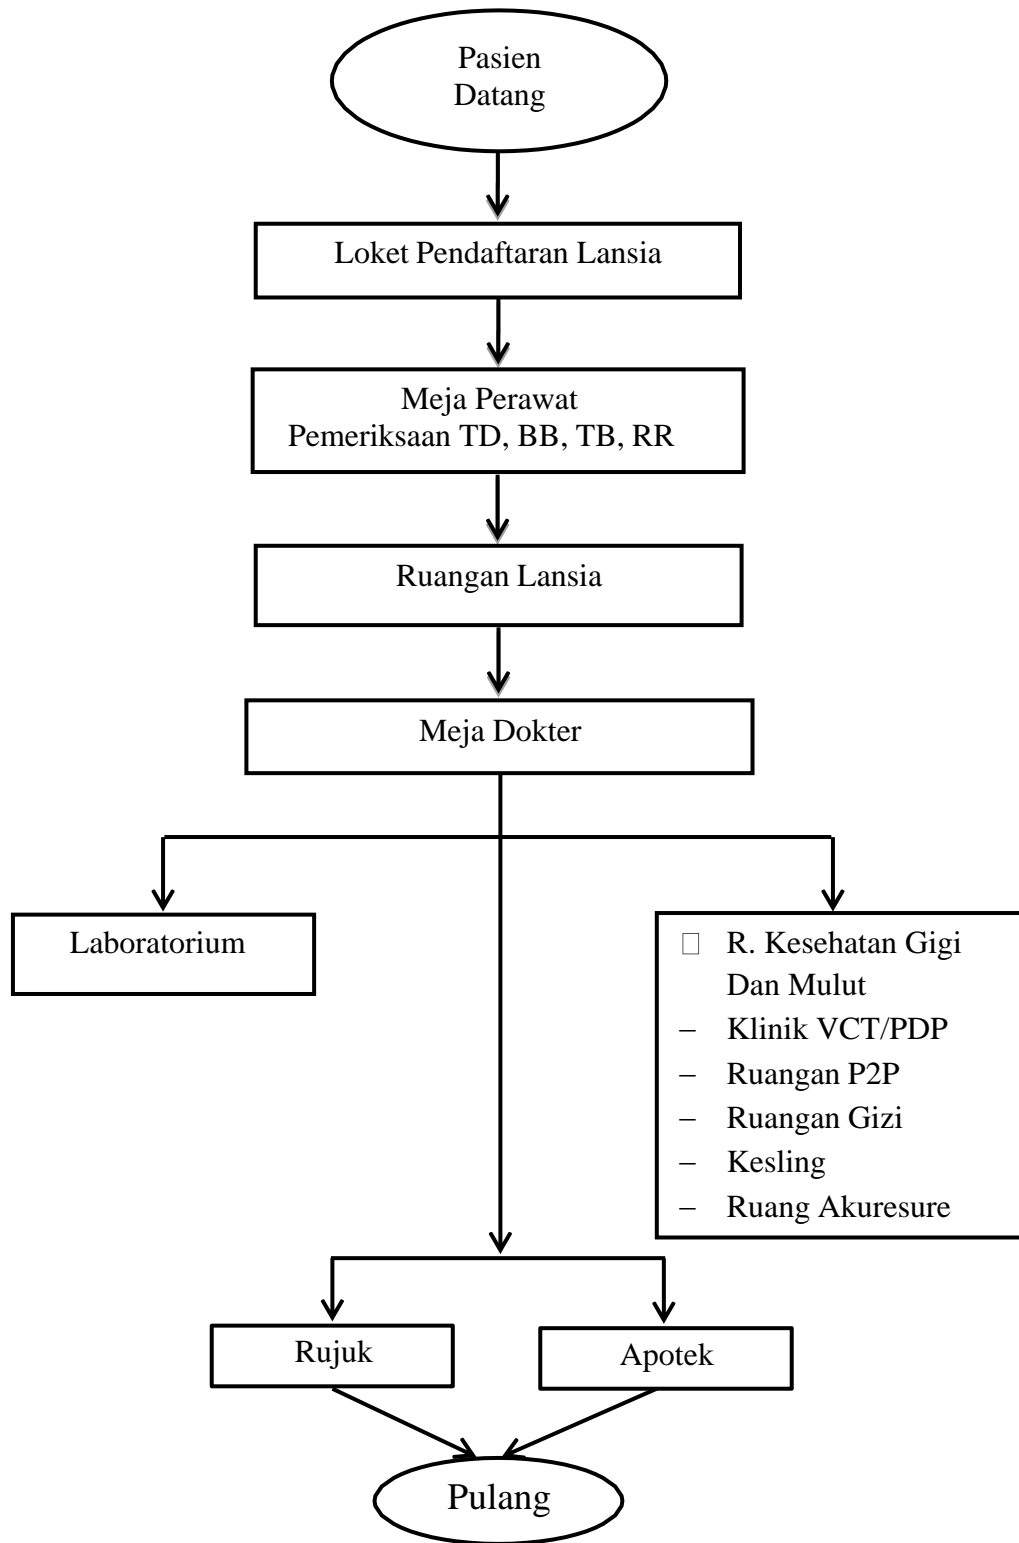 Pasien
Datang
Loket Pendaftaran Lansia
Meja Perawat
Pemeriksaan TD, BB, TB, RR
Ruangan Lansia
Meja Dokter
Laboratorium
R. Kesehatan Gigi
Dan Mulut
– Klinik VCT/PDP
– Ruangan P2P
– Ruangan Gizi
– Kesling
– Ruang Akuresure
Rujuk
Apotek
Pulang